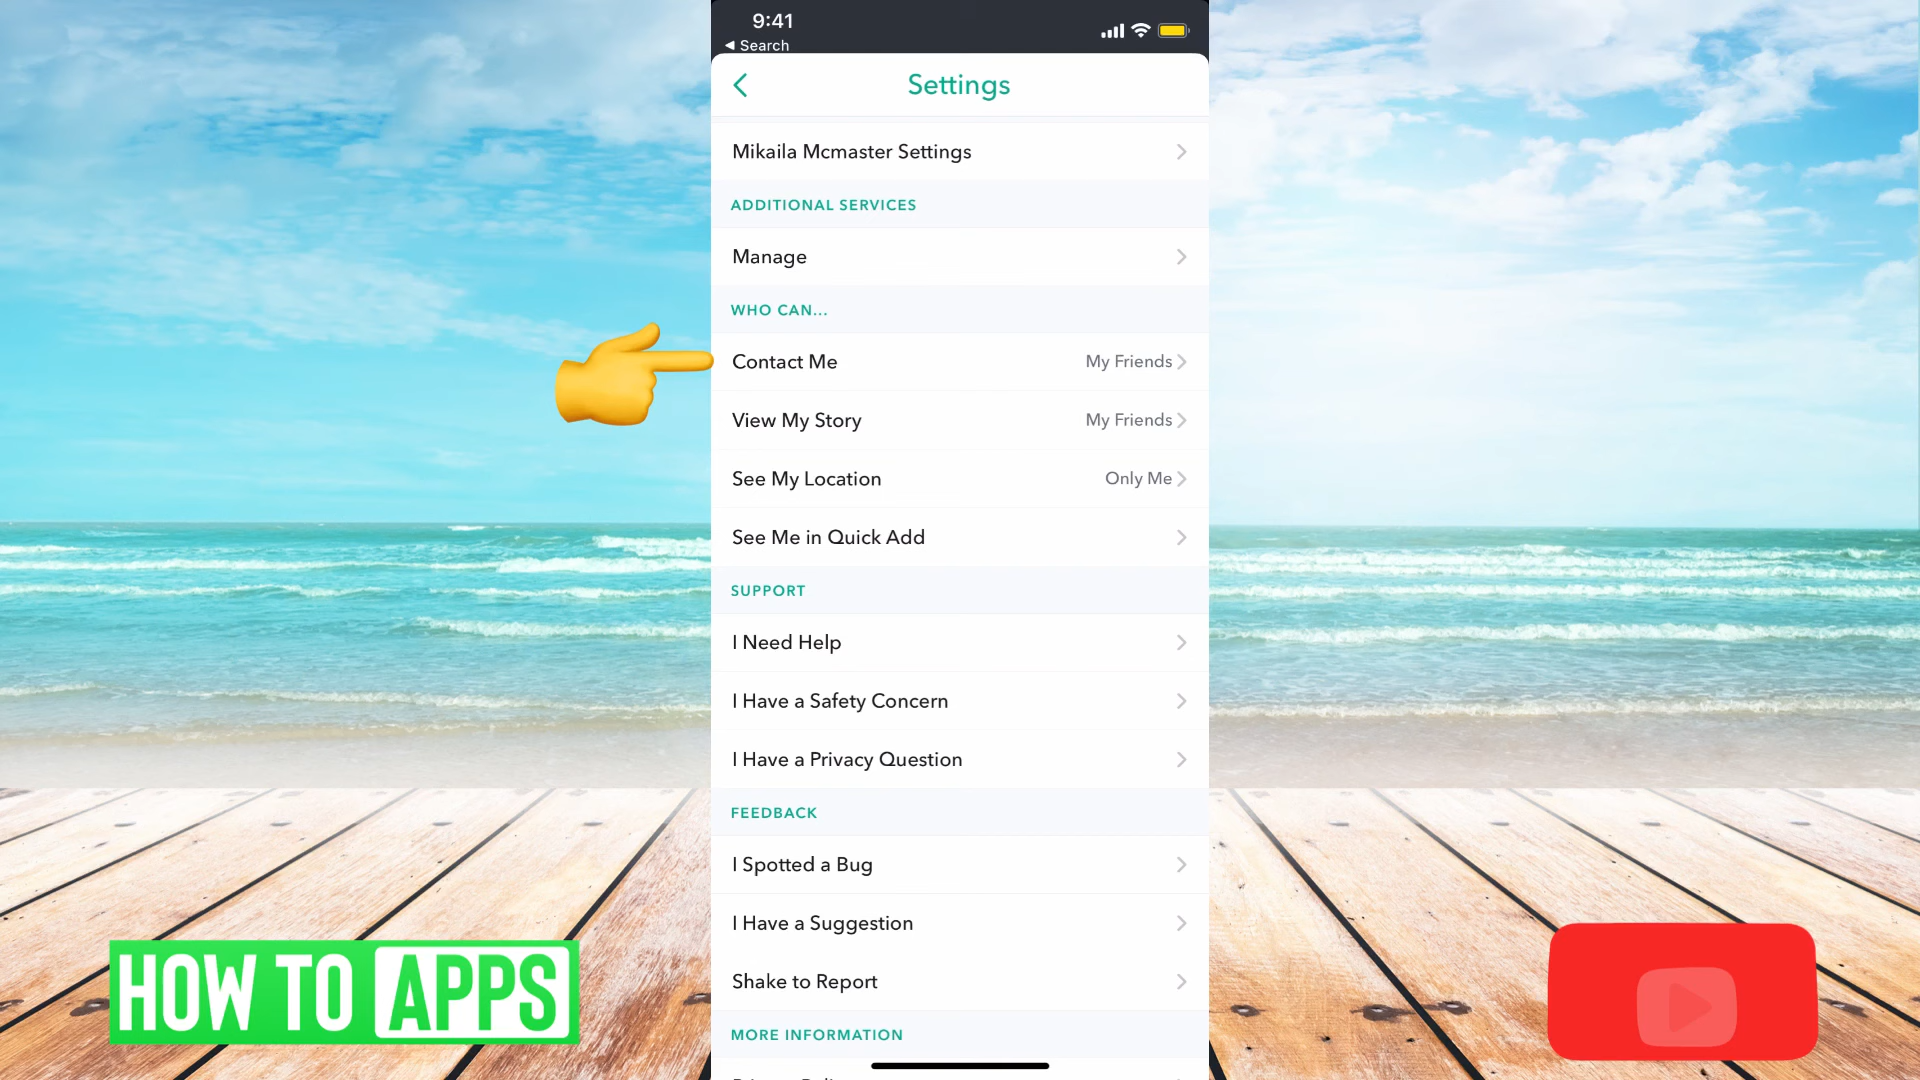 9:41
◀ Search
Settings
Mikaila Mcmaster Settings
ADDITIONAL SERVICES
Manage
WHO CAN...
Contact Me My Friends
View My Story My Friends
See My Location Only Me
See Me in Quick Add
SUPPORT
I Need Help
I Have a Safety Concern
I Have a Privacy Question
FEEDBACK
I Spotted a Bug
I Have a Suggestion
Shake to Report
MORE INFORMATION
HOW TO APPS